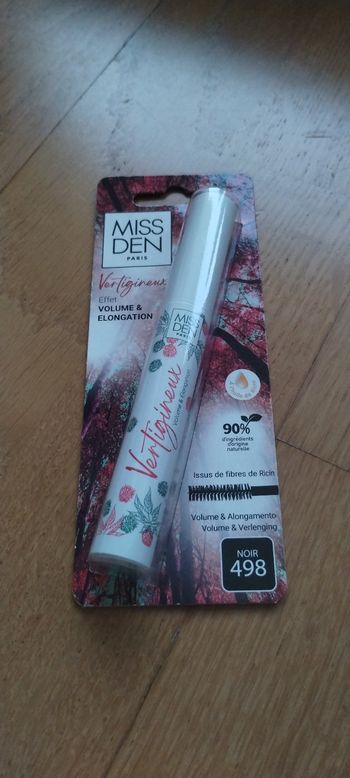 MISS
DEN
PARIS
Vertigineux
Effet
VOLUME &
ELONGATION
MISS
DEN
PARIS
Vertigineux
Volume & Elongation
90%
d'ingrédients
d'origine
naturelle
Issus de fibres de Ricin
Volume & Alongamento
Volume & Verlenging
NOIR
498